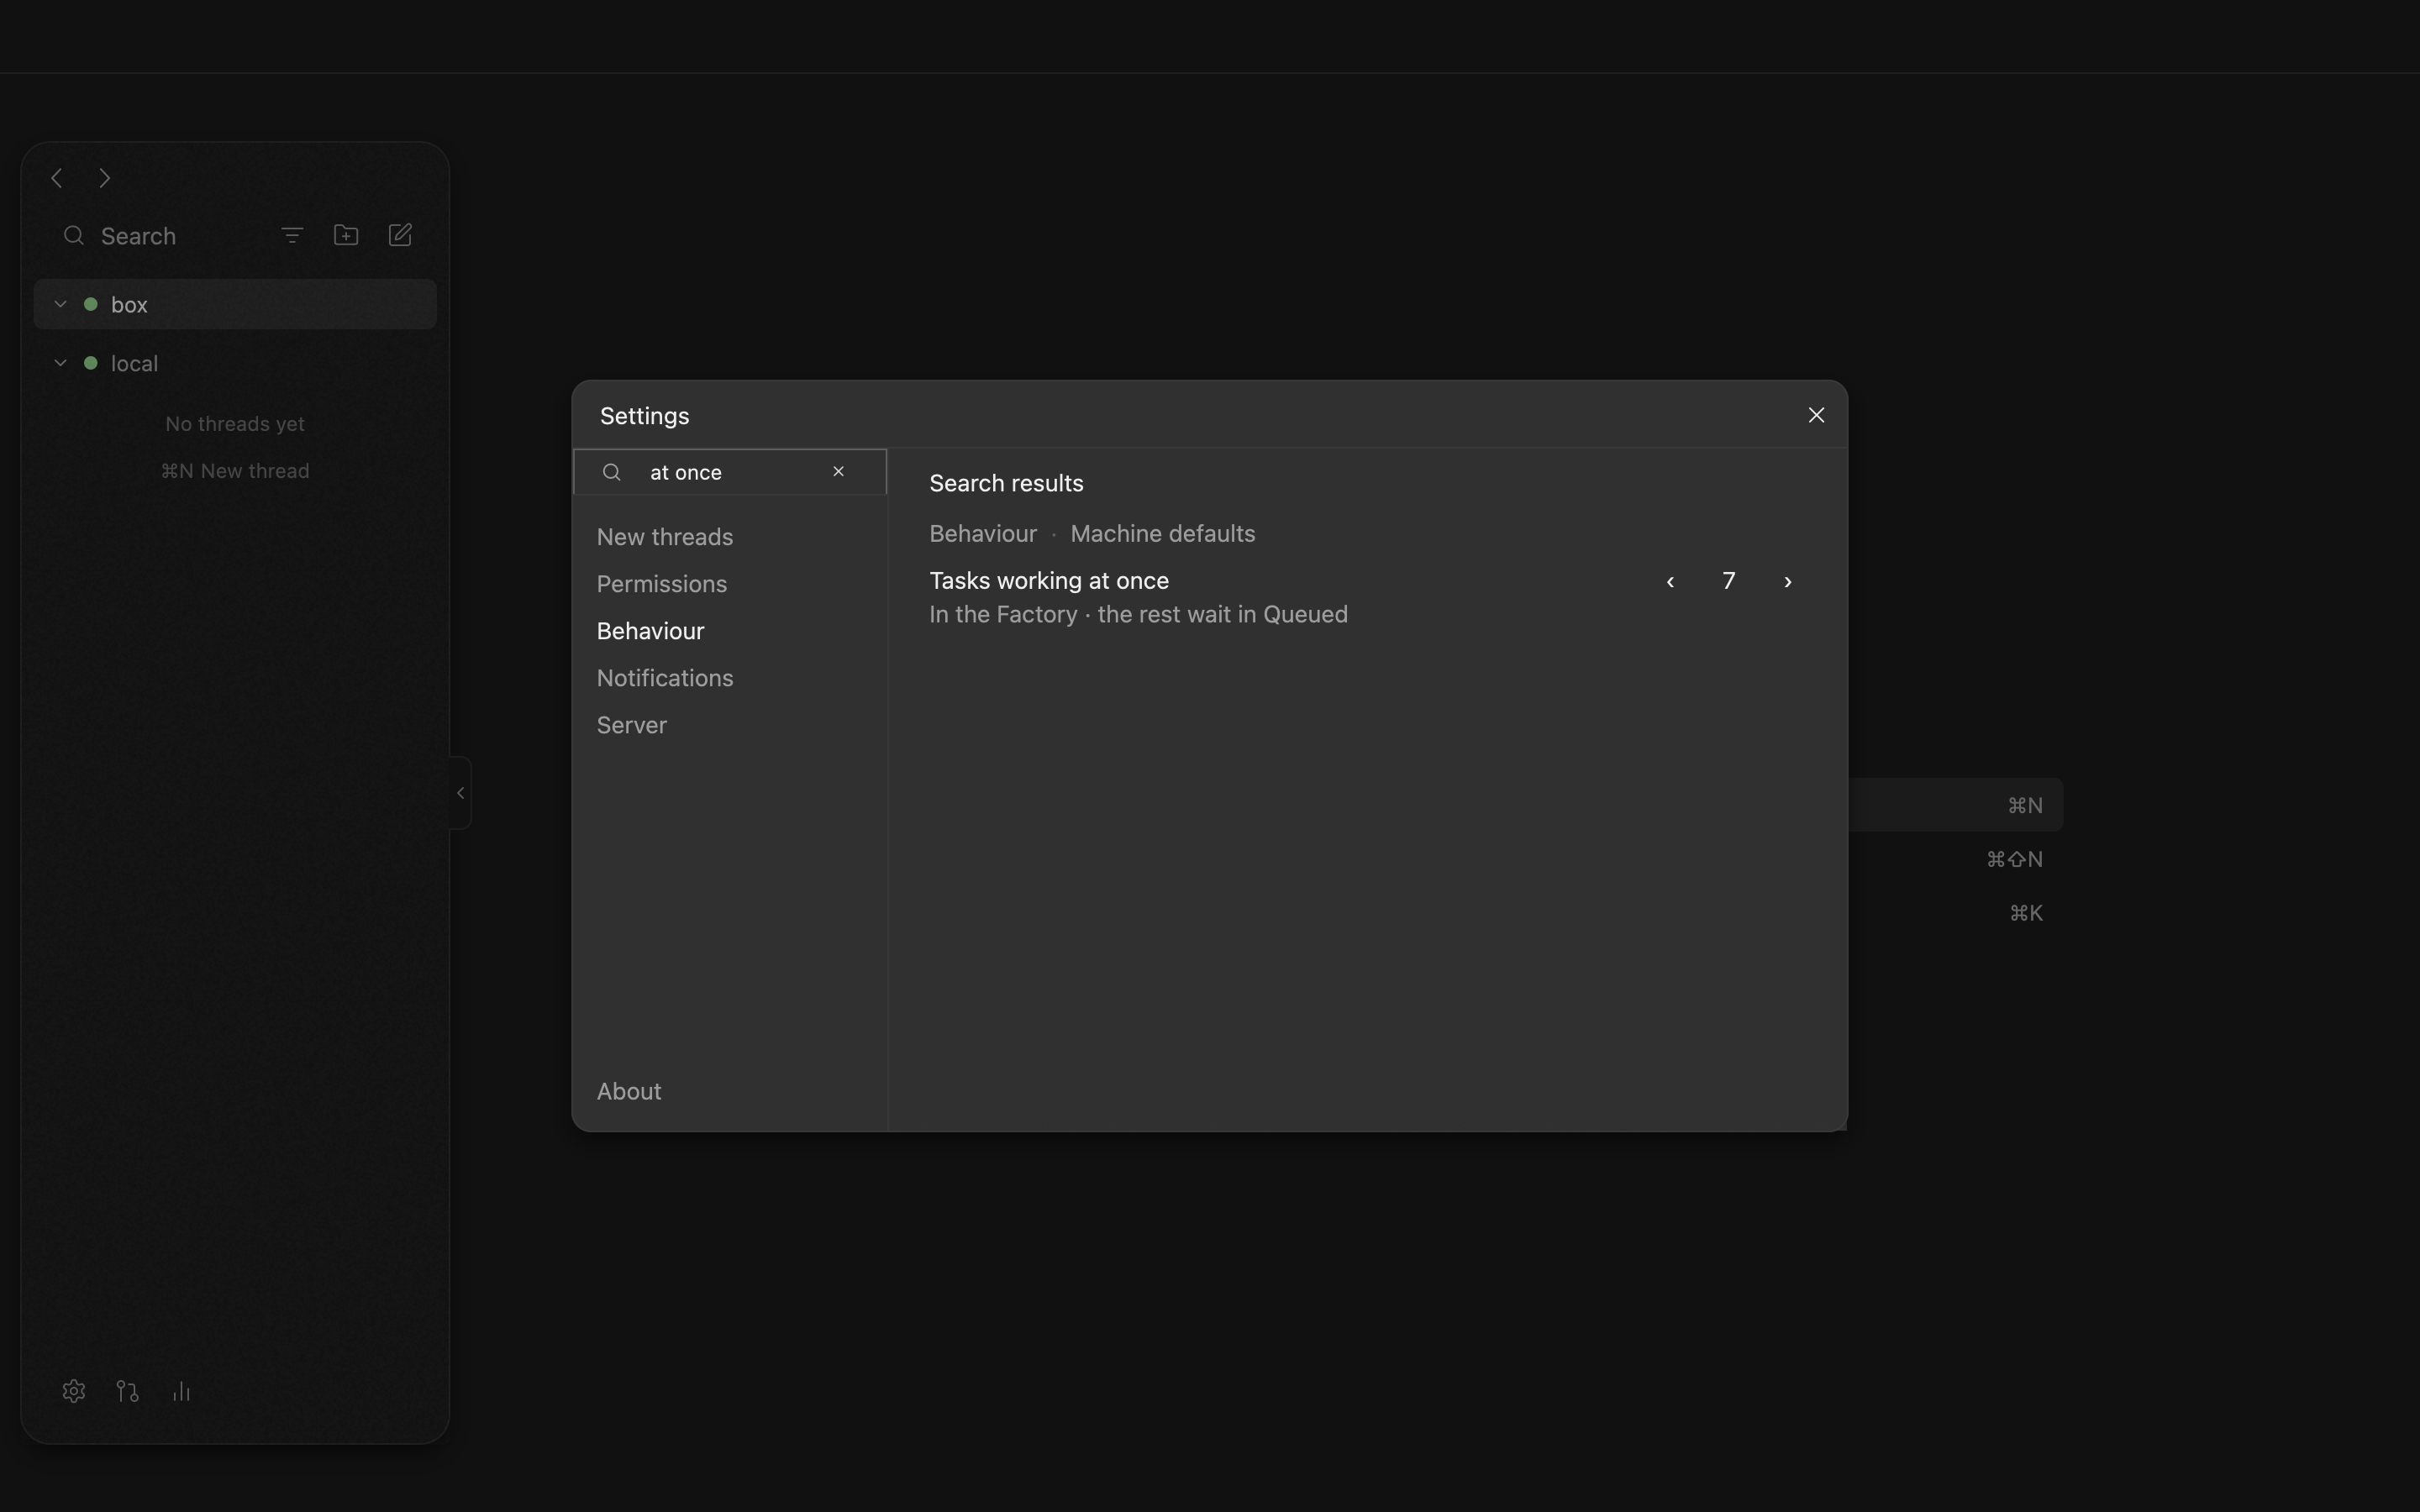 Search
box
local
No threads yet
⌘N New thread
Settings
at once
New threads
Permissions
Behaviour
Notifications
Server
About
Search results
Behaviour · Machine defaults
Tasks working at once
‹ 7 ›
In the Factory · the rest wait in Queued
⌘N
⌘⇧N
⌘K